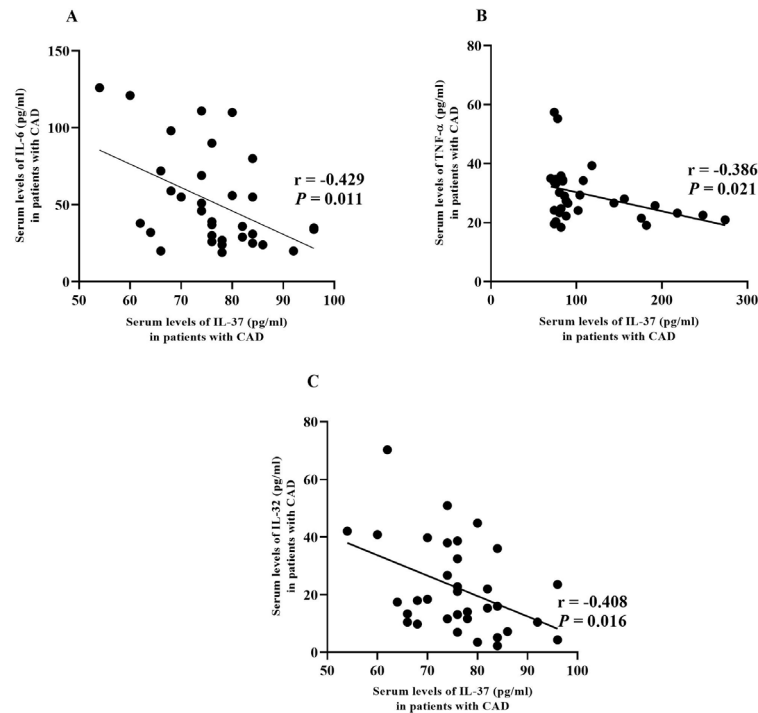 A
Serum levels of IL-6 (pg/ml)
in patients with CAD
150
100
50
0
50 60 70 80 90 100
r = -0.429
P = 0.011
Serum levels of IL-37 (pg/ml)
in patients with CAD
B
Serum levels of TNF-α (pg/ml)
in patients with CAD
80
60
40
20
0
0 100 200 300
r = -0.386
P = 0.021
Serum levels of IL-37 (pg/ml)
in patients with CAD
C
Serum levels of IL-32 (pg/ml)
in patients with CAD
80
60
40
20
0
50 60 70 80 90 100
r = -0.408
P = 0.016
Serum levels of IL-37 (pg/ml)
in patients with CAD